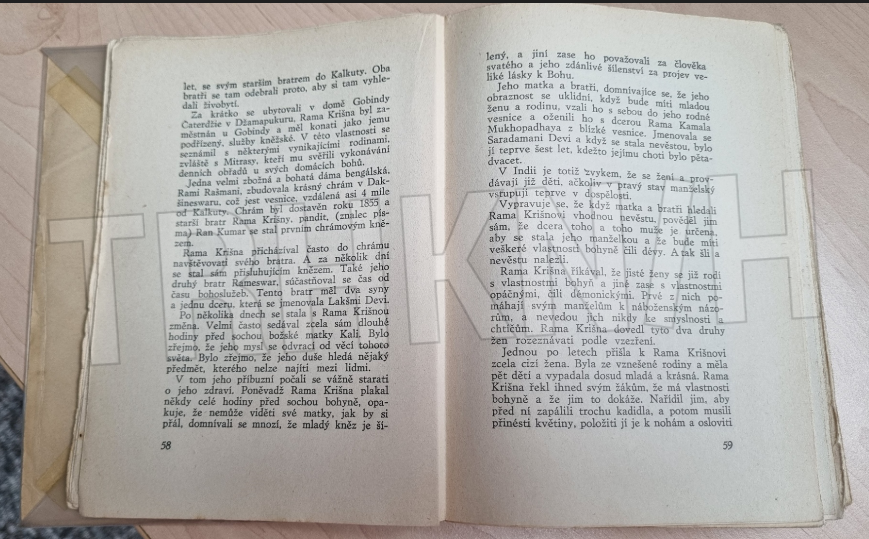 let, se svým starším bratrem do Kalkuty. Oba
bratři se tam odebrali proto, aby si tam vyhle-
dali živobytí.
Za krátko se ubytovali v domě Gobindy
Čaterdžie v Džamapukuru. Rama Krišna byl za-
městnán u Gobindy a měl konati jako jemu
podřízený, služby kněžské. V této vlastnosti se
seznámil s některými vynikajícími rodinami,
zvláště s Mitrasy, kteří mu svěřili vykonávání
denních obřadů u svých domácích bohů.
Jedna velmi zbožná a bohatá dáma bengálská,
Rami Rašmani, zbudovala krásný chrám v Dak-
šineswaru, což jest vesnice, vzdálená asi 4 míle
od Kalkuty. Chrám byl dostavěn roku 1855 a
starší bratr Rama Krišny, pandit, (znalec pís-
ma) Ran Kumar se stal prvním chrámovým kně-
zem.
Rama Krišna přicházíval často do chrámu
navštěvovati svého bratra. A za několik dní
se stal sám přisluhujícím knězem. Také jeho
druhý bratr Rameswar, súčastňoval se čas od
času bohoslužeb. Tento bratr měl dva syny
a jednu dceru, která se jmenovala Lakšmi Devi.
Po několika dnech se stala s Rama Krišnou
změna. Velmi často sedával zcela sám dlouhé
hodiny před sochou božské matky Kali. Bylo
zřejmo, že jeho mysl se odvrací od věcí tohoto
světa. Bylo zřejmo, že jeho duše hledá nějaký
předmět, kterého nelze najíti mezi lidmi.
V tom jeho příbuzní počali se vážně starati
o jeho zdraví. Poněvadž Rama Krišna plakal
někdy celé hodiny před sochou bohyně, opa-
kuje, že nemůže viděti své matky, jak by si
přál, domnívali se mnozí, že mladý kněz je ší-
58
lený, a jiní zase ho považovali za člověka
svatého a jeho zdánlivé šílenství za projev ve-
liké lásky k Bohu.
Jeho matka a bratři, domnívajíce se, že jeho
obraznost se uklidní, když bude míti mladou
ženu a rodinu, vzali ho s sebou do jeho rodné
vesnice a oženili ho s dcerou Rama Kamala
Mukhopadhaya z blízké vesnice. Jmenovala se
Saradamani Devi a když se stala nevěstou, bylo
jí teprve šest let, kdežto jejímu choti bylo pěta-
dvacet.
V Indii je totiž zvykem, že se žení a prov-
dávají již děti, ačkoliv v pravý stav manželský
vstupují teprve v dospělosti.
Vypravuje se, že když matka a bratři hledali
Rama Krišnovi vhodnou nevěstu, pověděl jim
sám, že dcera toho a toho muže je určena,
aby se stala jeho manželkou a že bude míti
veškeré vlastnosti bohyně čili dévy. A tak šli a
nevěstu nalezli.
Rama Krišna říkával, že jisté ženy se již rodí
s vlastnostmi bohyň a jiné zase s vlastnostmi
opačnými, čili démonickými. Prvé z nich po-
máhají svým manželům k náboženským názo-
rům, a nevedou jich nikdy ke smyslnosti a
chtíčům. Rama Krišna dovedl tyto dva druhy
žen rozeznávati podle vzezření.
Jednou po letech přišla k Rama Krišnovi
zcela cizí žena. Byla ze vznešené rodiny a měla
pět dětí a vypadala dosud mladá a krásná. Rama
Krišna řekl ihned svým žákům, že má vlastnosti
bohyně a že jim to dokáže. Nařídil jim, aby
před ní zapálili trochu kadidla, a potom musili
přinésti květiny, položiti jí je k nohám a osloviti
59